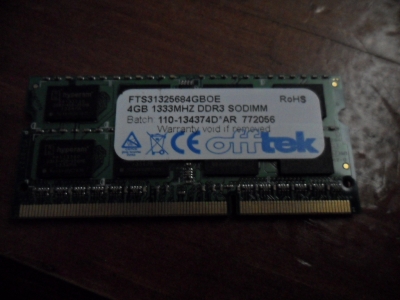 FTS31325684GBOE RoHS
4GB 1333MHZ DDR3 SODIMM
Batch: 110-134374D*AR 772056
Warranty void if removed
CE offtek